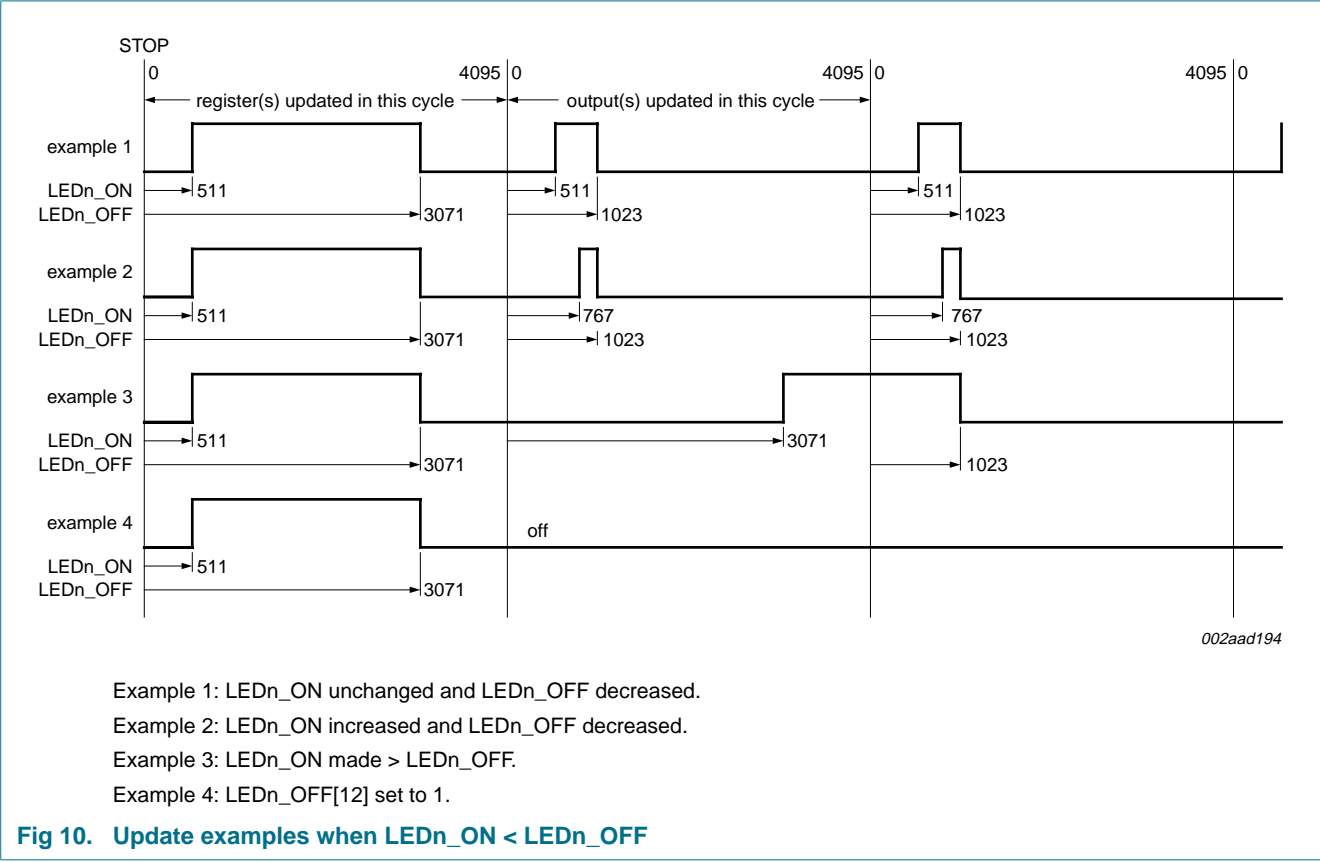 STOP
0 4095 0 4095 0 4095 0
register(s) updated in this cycle output(s) updated in this cycle
example 1
LEDn_ON 511 511 511
LEDn_OFF 3071 1023 1023
example 2
LEDn_ON 511 767 767
LEDn_OFF 3071 1023 1023
example 3
LEDn_ON 511 3071
LEDn_OFF 3071 1023
example 4 off
LEDn_ON 511
LEDn_OFF 3071
002aad194
Example 1: LEDn_ON unchanged and LEDn_OFF decreased.
Example 2: LEDn_ON increased and LEDn_OFF decreased.
Example 3: LEDn_ON made > LEDn_OFF.
Example 4: LEDn_OFF[12] set to 1.
Fig 10. Update examples when LEDn_ON < LEDn_OFF